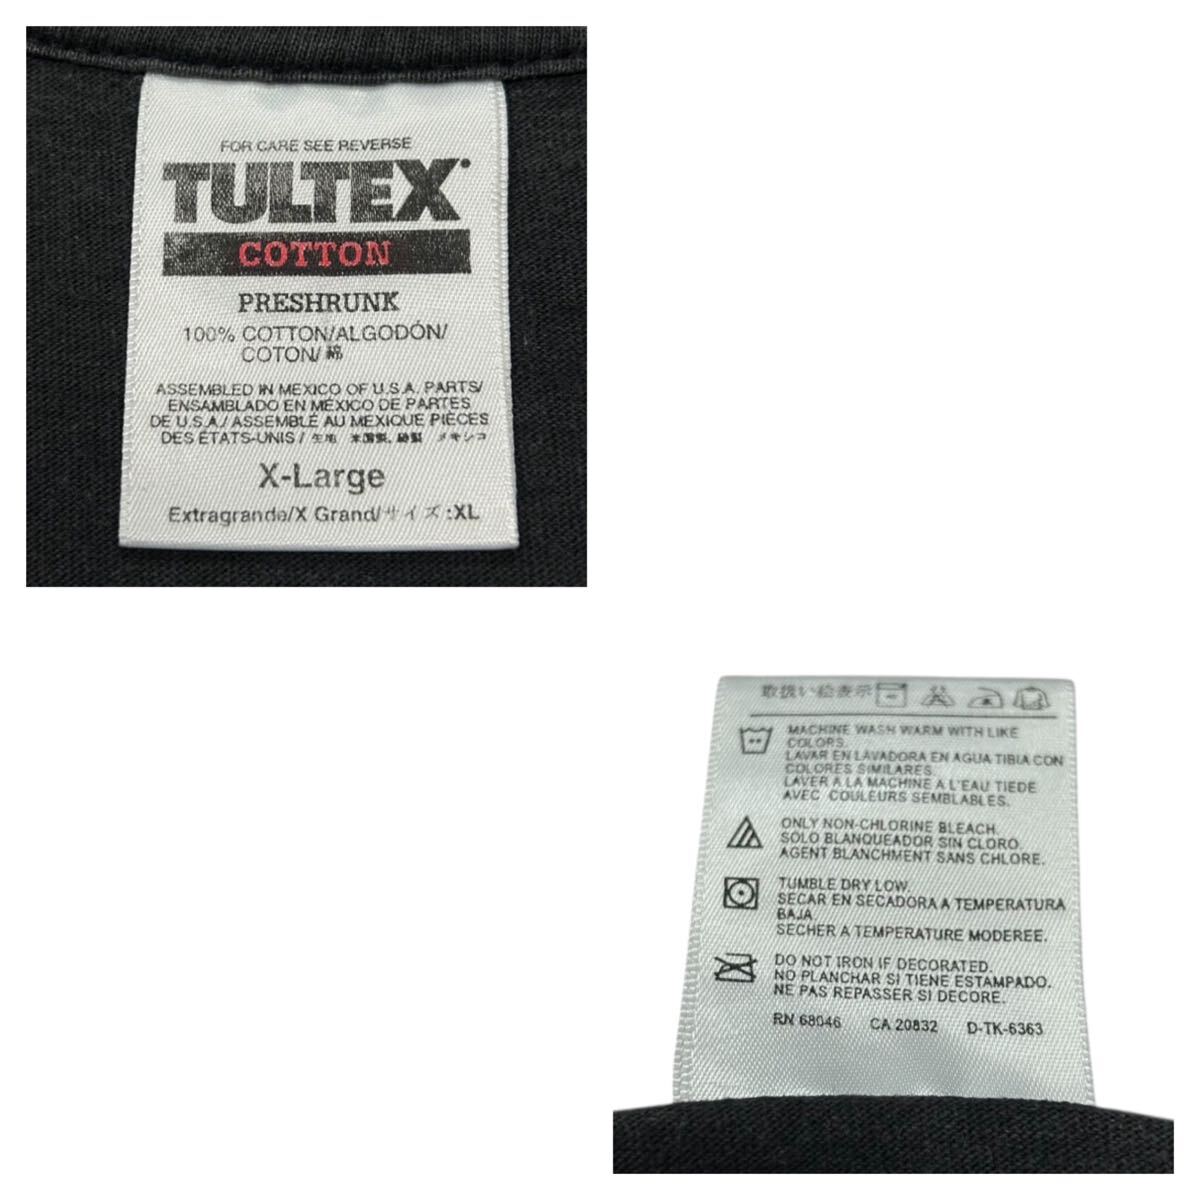 FOR CARE SEE REVERSE
TULTEX
COTTON
PRESHRUNK
100% COTTON/ALGODÓN/
COTON/綿
ASSEMBLED IN MEXICO OF U.S.A. PARTS/
ENSAMBLADO EN MÉXICO DE PARTES
DE U.S.A./ ASSEMBLÉ AU MEXIQUE PIÈCES
DES ÉTATS-UNIS / 生地 米国製, 縫製 メキシコ
X-Large
Extragrande/X Grand/サイズ:XL
取扱い絵表示
MACHINE WASH WARM WITH LIKE
COLORS.
LAVAR EN LAVADORA EN AGUA TIBIA CON
COLORES SIMILARES.
LAVER A LA MACHINE A L'EAU TIEDE
AVEC COULEURS SEMBLABLES.
ONLY NON-CHLORINE BLEACH.
SOLO BLANQUEADOR SIN CLORO.
AGENT BLANCHMENT SANS CHLORE.
TUMBLE DRY LOW.
SECAR EN SECADORA A TEMPERATURA
BAJA.
SECHER A TEMPERATURE MODEREE.
DO NOT IRON IF DECORATED.
NO PLANCHAR SI TIENE ESTAMPADO.
NE PAS REPASSER SI DECORE.
RN 68046 CA 20832 D-TK-6363